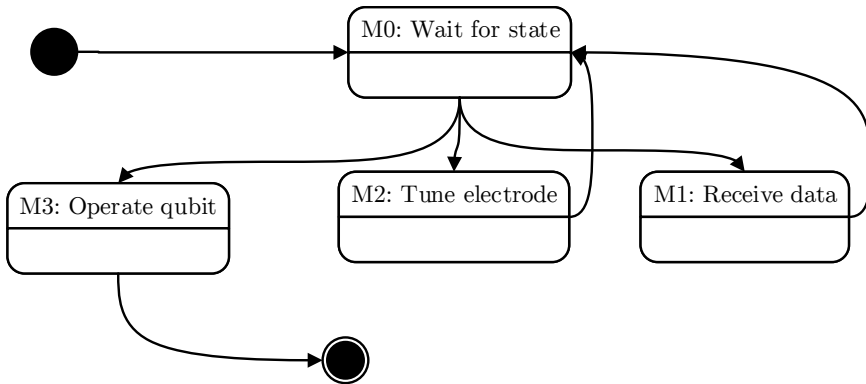 M0: Wait for state
M3: Operate qubit
M2: Tune electrode
M1: Receive data